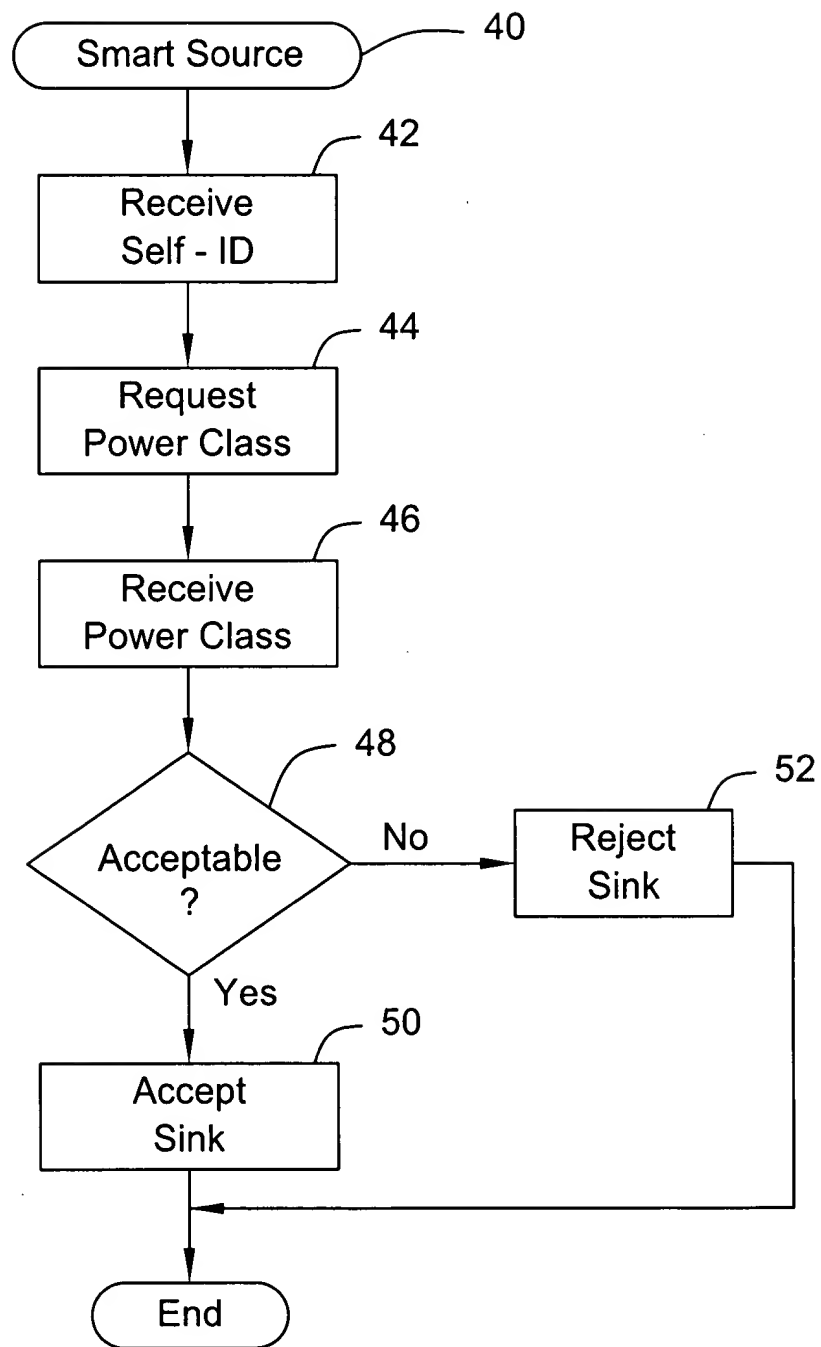 Smart Source
40
42
Receive
Self - ID
44
Request
Power Class
46
Receive
Power Class
48
Acceptable
?
No
52
Reject
Sink
Yes
50
Accept
Sink
End